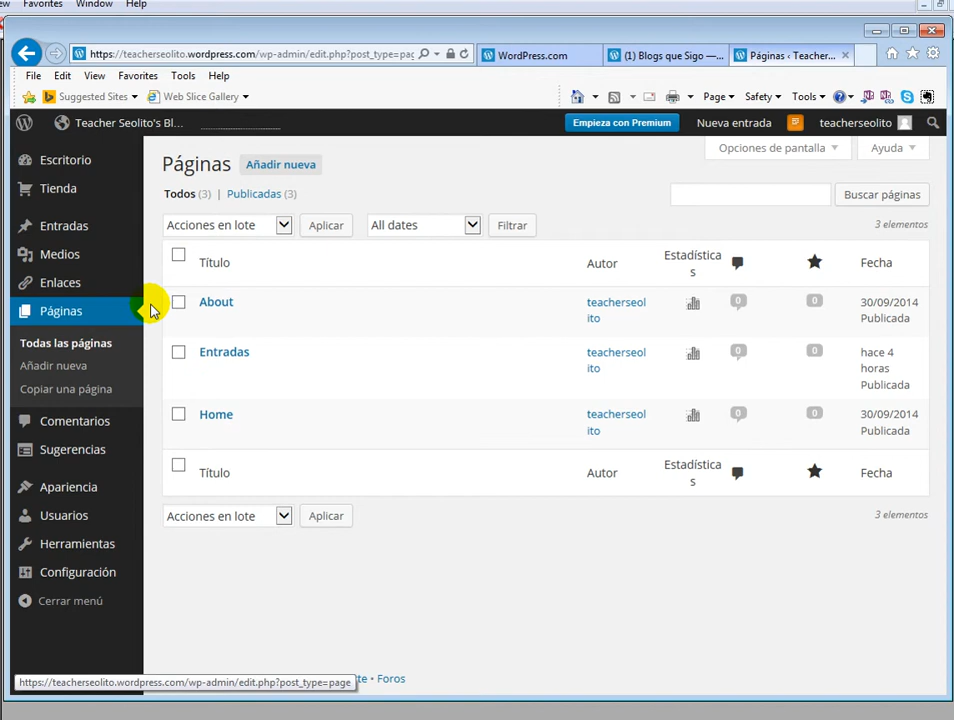 Favorites Window Help
https://teacherseolito.wordpress.com/wp-admin/edit.php?post_type=pag
WordPress.com
(1) Blogs que Sigo —...
Páginas ‹ Teacher...
File Edit View Favorites Tools Help
Suggested Sites
Web Slice Gallery
Page
Safety
Tools
Teacher Seolito's Bl...
Empieza con Premium
Nueva entrada
teacherseolito
Escritorio
Tienda
Entradas
Medios
Enlaces
Páginas
Todas las páginas
Añadir nueva
Copiar una página
Comentarios
Sugerencias
Apariencia
Usuarios
Herramientas
Configuración
Cerrar menú
Páginas Añadir nueva
Opciones de pantalla
Ayuda
Todos (3) | Publicadas (3)
Buscar páginas
Acciones en lote Aplicar All dates Filtrar
3 elementos
Título Autor Estadística
s Fecha
About teacherseol
ito 0 0 30/09/2014
Publicada
Entradas teacherseol
ito 0 0 hace 4
horas
Publicada
Home teacherseol
ito 0 0 30/09/2014
Publicada
Título Autor Estadística
s Fecha
Acciones en lote Aplicar
3 elementos
https://teacherseolito.wordpress.com/wp-admin/edit.php?post_type=page
te • Foros